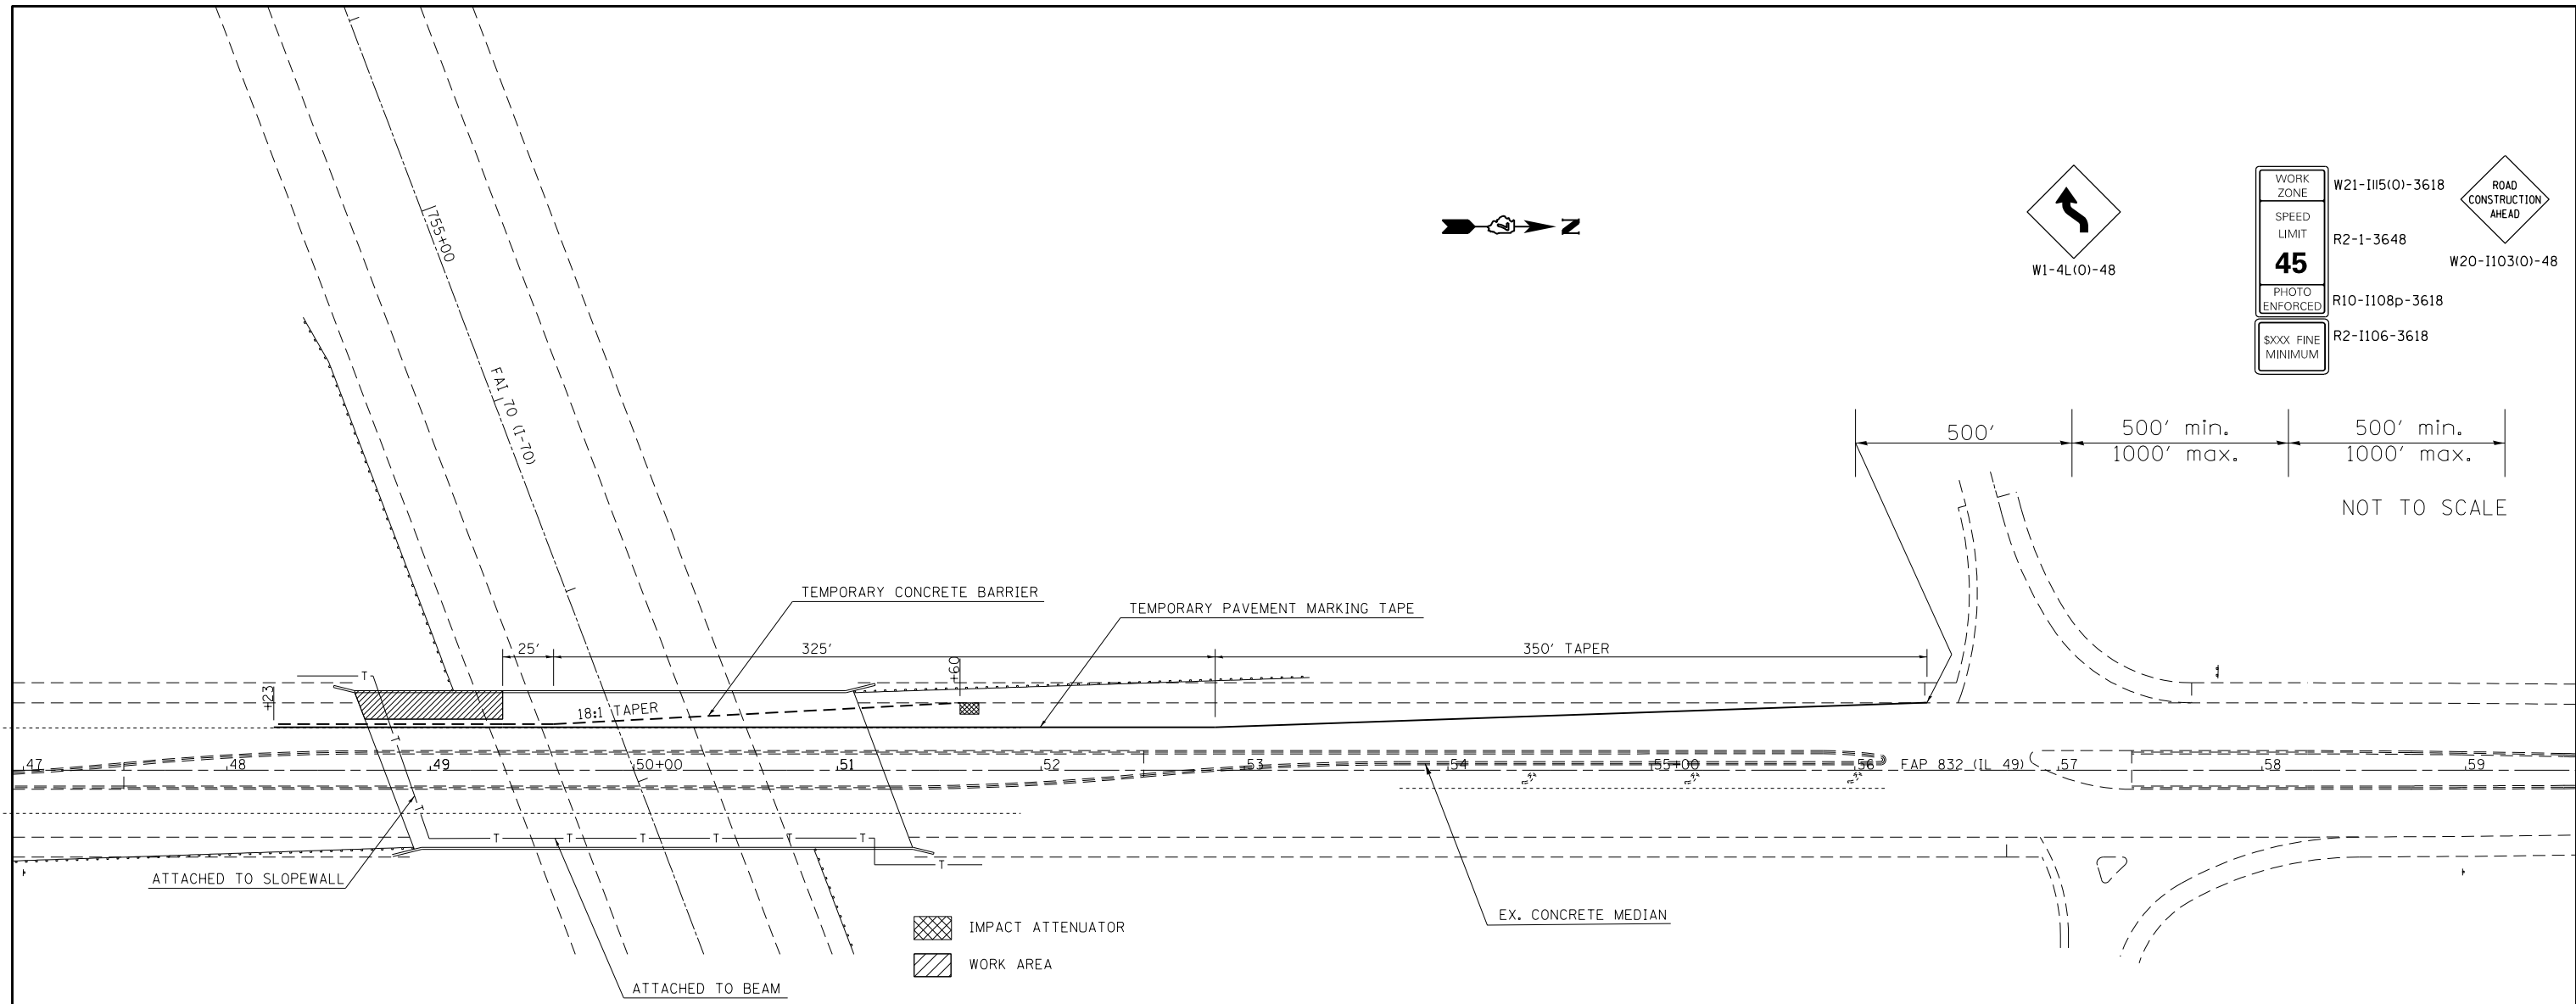 WORK
ZONE
W21-I115(O)-3618
SPEED
LIMIT
45
R2-1-3648
PHOTO
ENFORCED
R10-I108p-3618
$XXX FINE
MINIMUM
R2-I106-3618
ROAD
CONSTRUCTION
AHEAD
W20-I103(O)-48
W1-4L(O)-48
N
1755+00
FAI 70 (I-70)
500'
500' min.
1000' max.
500' min.
1000' max.
NOT TO SCALE
TEMPORARY CONCRETE BARRIER
TEMPORARY PAVEMENT MARKING TAPE
25'
325'
350' TAPER
+60
+23
T
18:1 TAPER
T
T
47
48
49
50+00
51
52
53
54
55+00
56
FAP 832 (IL 49)
57
58
59
T T T T T T
T
ATTACHED TO SLOPEWALL
EX. CONCRETE MEDIAN
IMPACT ATTENUATOR
WORK AREA
ATTACHED TO BEAM